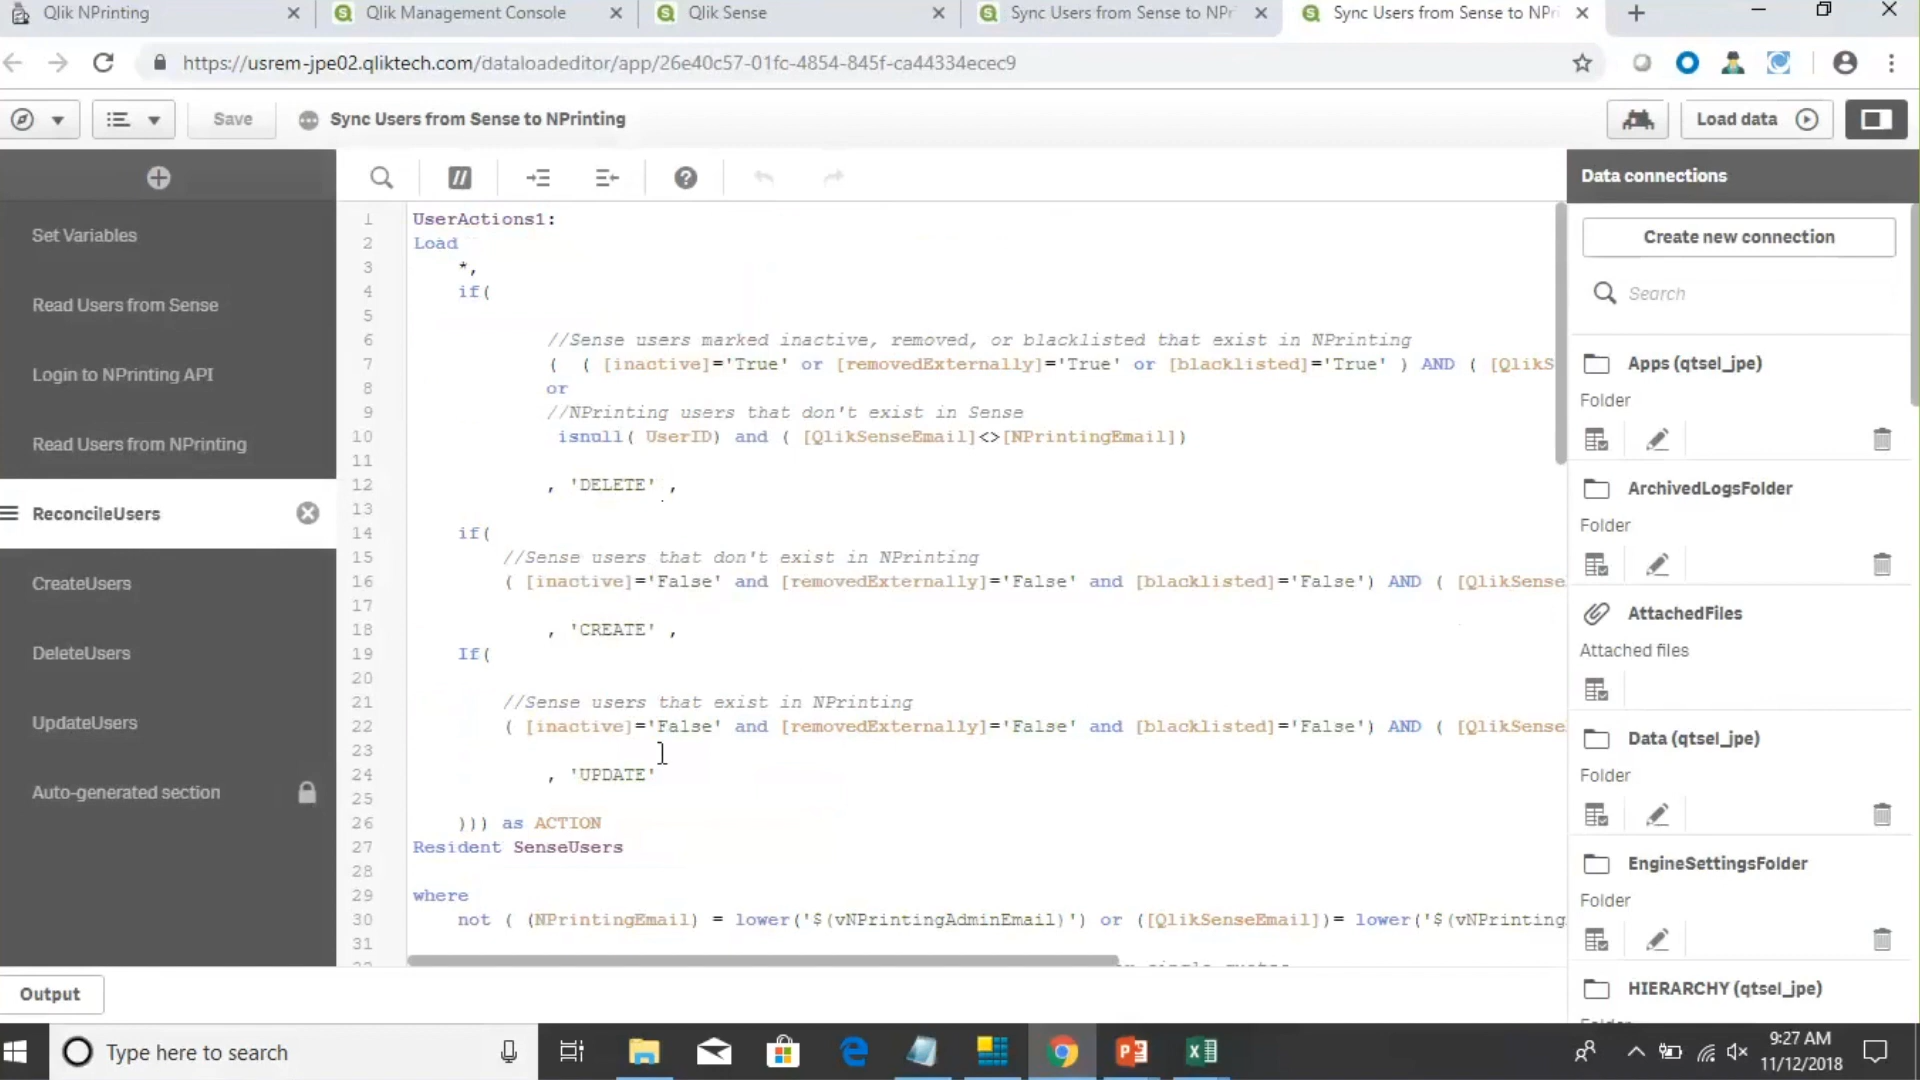 Qlik NPrinting
Qlik Management Console
Qlik Sense
Sync Users from Sense to NPri
Sync Users from Sense to NPri
https://usrem-jpe02.qliktech.com/dataloadeditor/app/26e40c57-01fc-4854-845f-ca44334ecec9
Save
Sync Users from Sense to NPrinting
Load data
Set Variables
Read Users from Sense
Login to NPrinting API
Read Users from NPrinting
ReconcileUsers
CreateUsers
DeleteUsers
UpdateUsers
Auto-generated section
1 UserActions1:
2 Load
3 *,
4 if(
5
6 //Sense users marked inactive, removed, or blacklisted that exist in NPrinting
7 ( ( [inactive]='True' or [removedExternally]='True' or [blacklisted]='True' ) AND ( [QlikS
8 or
9 //NPrinting users that don't exist in Sense
10 isnull( UserID) and ( [QlikSenseEmail]<>[NPrintingEmail])
11
12 , 'DELETE' ,
13
14 if(
15 //Sense users that don't exist in NPrinting
16 ( [inactive]='False' and [removedExternally]='False' and [blacklisted]='False') AND ( [QlikSense
17
18 , 'CREATE' ,
19 If(
20
21 //Sense users that exist in NPrinting
22 ( [inactive]='False' and [removedExternally]='False' and [blacklisted]='False') AND ( [QlikSense
23
24 , 'UPDATE'
25
26 ))) as ACTION
27 Resident SenseUsers
28
29 where
30 not ( (NPrintingEmail) = lower('$(vNPrintingAdminEmail)') or ([QlikSenseEmail])= lower('$(vNPrinting
31
Data connections
Create new connection
Search
Apps (qtsel_jpe)
Folder
ArchivedLogsFolder
Folder
AttachedFiles
Attached files
Data (qtsel_jpe)
Folder
EngineSettingsFolder
Folder
HIERARCHY (qtsel_jpe)
Output
Type here to search
9:27 AM
11/12/2018